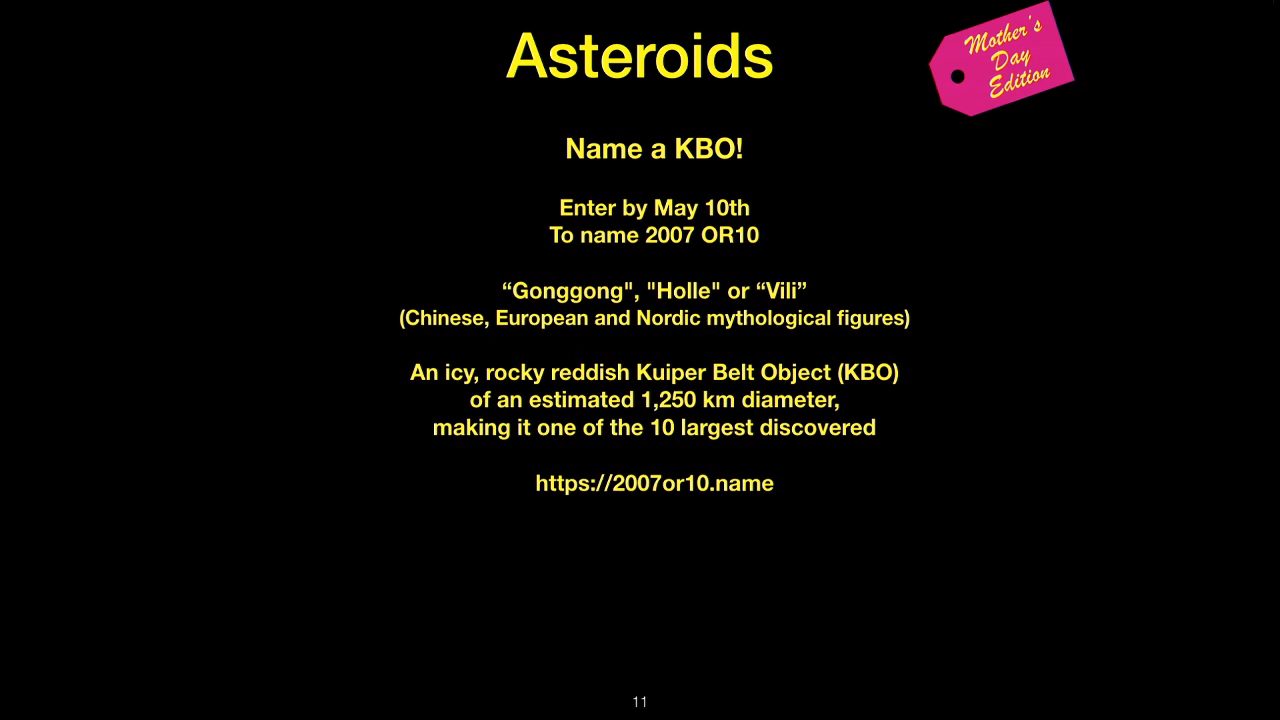 Asteroids
Mother's
Day
Edition
Name a KBO!
Enter by May 10th
To name 2007 OR10
“Gonggong", "Holle" or “Vili”
(Chinese, European and Nordic mythological figures)
An icy, rocky reddish Kuiper Belt Object (KBO)
of an estimated 1,250 km diameter,
making it one of the 10 largest discovered
https://2007or10.name
11